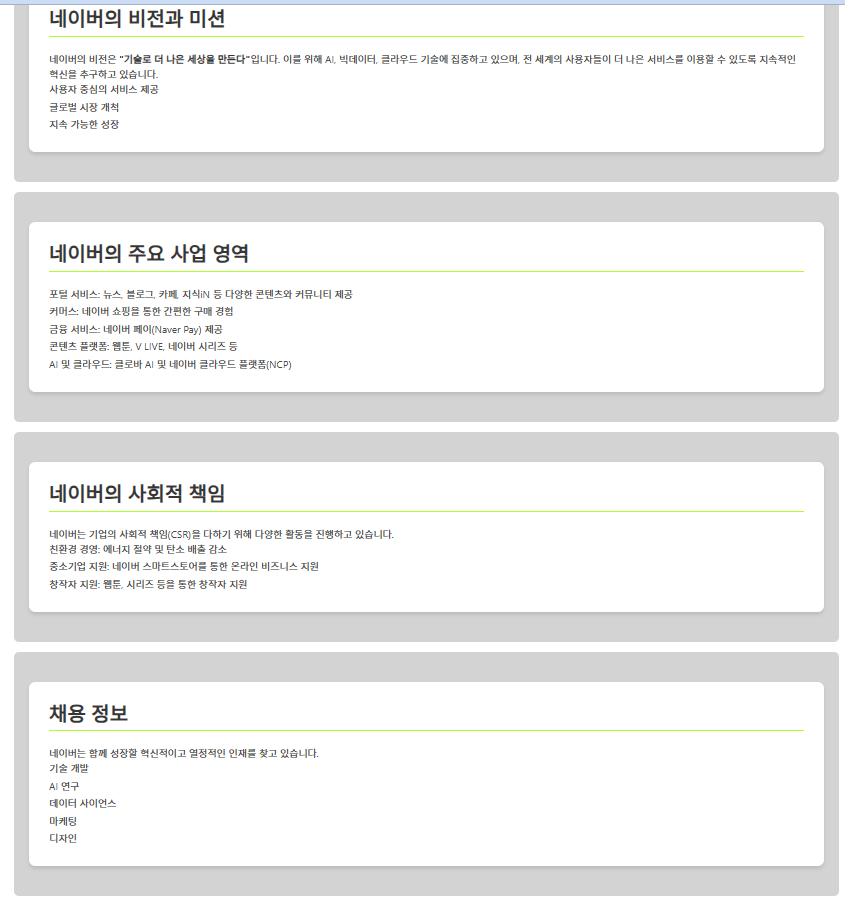 네이버의 비전과 미션
네이버의 비전은 "기술로 더 나은 세상을 만든다"입니다. 이를 위해 AI, 빅데이터, 클라우드 기술에 집중하고 있으며, 전 세계의 사용자들이 더 나은 서비스를 이용할 수 있도록 지속적인
혁신을 추구하고 있습니다.
사용자 중심의 서비스 제공
글로벌 시장 개척
지속 가능한 성장
네이버의 주요 사업 영역
포털 서비스: 뉴스, 블로그, 카페, 지식iN 등 다양한 콘텐츠와 커뮤니티 제공
커머스: 네이버 쇼핑을 통한 간편한 구매 경험
금융 서비스: 네이버 페이(Naver Pay) 제공
콘텐츠 플랫폼: 웹툰, V LIVE, 네이버 시리즈 등
AI 및 클라우드: 클로바 AI 및 네이버 클라우드 플랫폼(NCP)
네이버의 사회적 책임
네이버는 기업의 사회적 책임(CSR)을 다하기 위해 다양한 활동을 진행하고 있습니다.
친환경 경영: 에너지 절약 및 탄소 배출 감소
중소기업 지원: 네이버 스마트스토어를 통한 온라인 비즈니스 지원
창작자 지원: 웹툰, 시리즈 등을 통한 창작자 지원
채용 정보
네이버는 함께 성장할 혁신적이고 열정적인 인재를 찾고 있습니다.
기술 개발
AI 연구
데이터 사이언스
마케팅
디자인